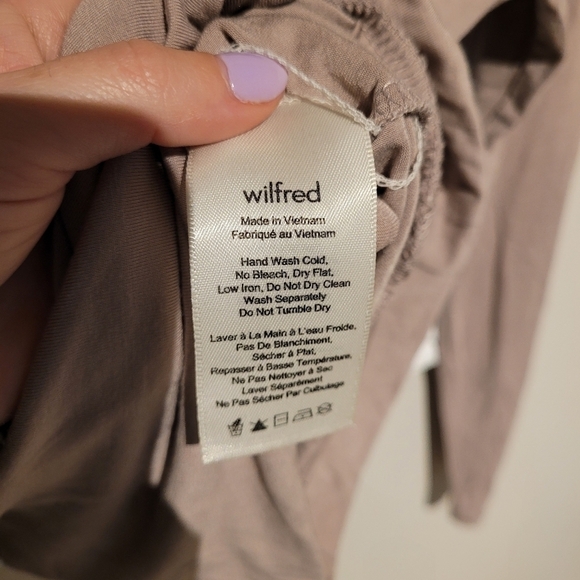 wilfred
Made in Vietnam
Fabriqué au Vietnam
Hand Wash Cold,
No Bleach, Dry Flat,
Low Iron, Do Not Dry Clean
Wash Separately
Do Not Tumble Dry
Laver à La Main à L'eau Froide.
Pas De Blanchiment,
Sécher à Plat,
Repasser à Basse Température,
Ne Pas Nettoyer à Sec
Laver Séparément
Ne Pas Sécher Par Culbutage